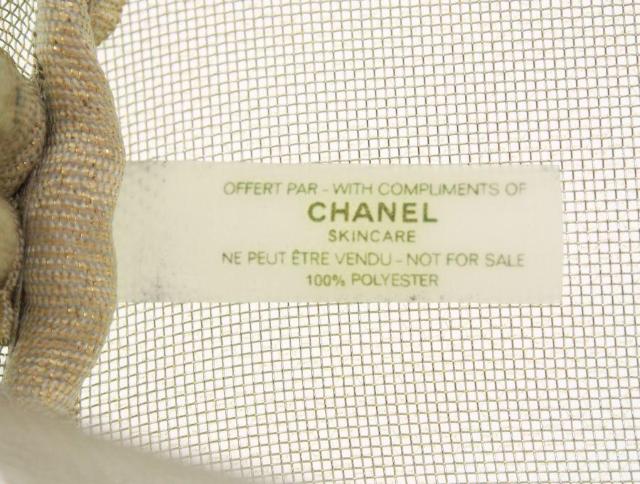 OFFERT PAR - WITH COMPLIMENTS OF
CHANEL
SKINCARE
NE PEUT ÊTRE VENDU - NOT FOR SALE
100% POLYESTER